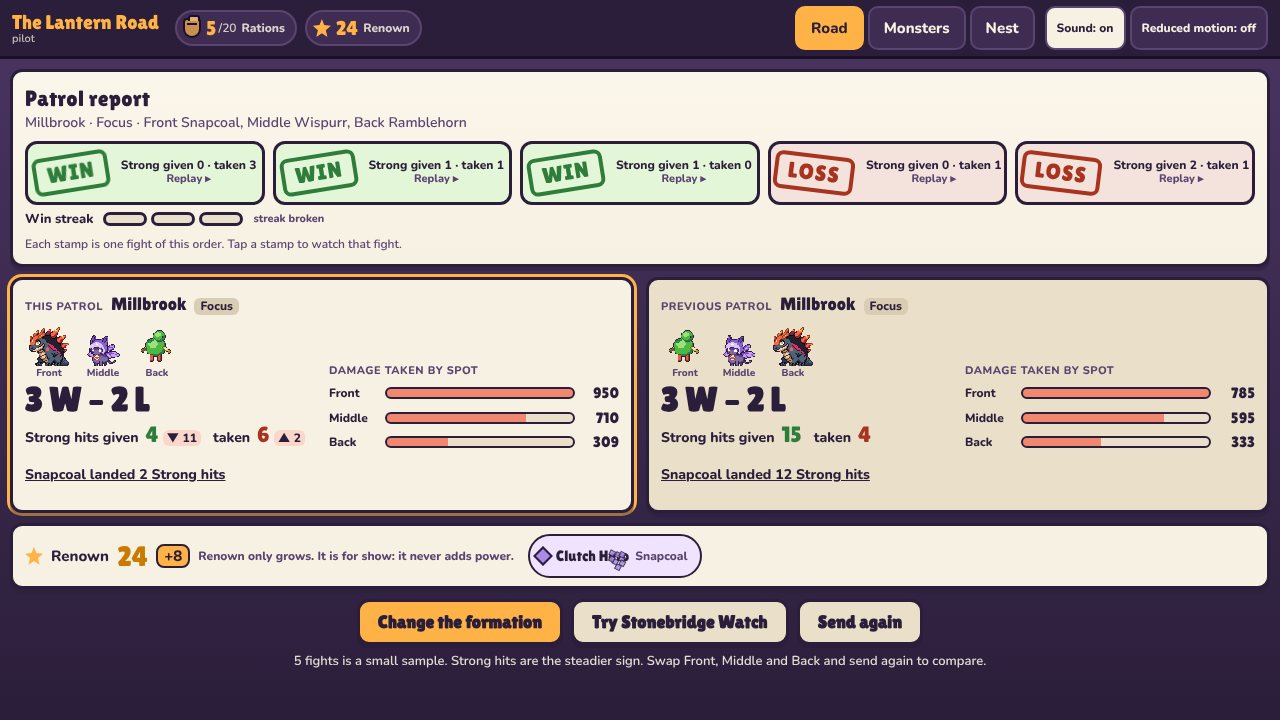 The Lantern Road
pilot
5 /20 Rations
24 Renown
Road
Monsters
Nest
Sound: on
Reduced motion: off
Patrol report
Millbrook · Focus · Front Snapcoal, Middle Wispurr, Back Ramblehorn
WIN
Strong given 0 · taken 3
Replay ▸
WIN
Strong given 1 · taken 1
Replay ▸
WIN
Strong given 1 · taken 0
Replay ▸
LOSS
Strong given 0 · taken 1
Replay ▸
LOSS
Strong given 2 · taken 1
Replay ▸
Win streak
streak broken
Each stamp is one fight of this order. Tap a stamp to watch that fight.
THIS PATROL Millbrook Focus
Front Middle Back
3 W – 2 L
Strong hits given 4 ▼ 11 taken 6 ▲ 2
Snapcoal landed 2 Strong hits
DAMAGE TAKEN BY SPOT
Front 950
Middle 710
Back 309
PREVIOUS PATROL Millbrook Focus
Front Middle Back
3 W – 2 L
Strong hits given 15 taken 4
Snapcoal landed 12 Strong hits
DAMAGE TAKEN BY SPOT
Front 785
Middle 595
Back 333
Renown 24 +8 Renown only grows. It is for show: it never adds power.
Clutch Snapcoal
Change the formation
Try Stonebridge Watch
Send again
5 fights is a small sample. Strong hits are the steadier sign. Swap Front, Middle and Back and send again to compare.